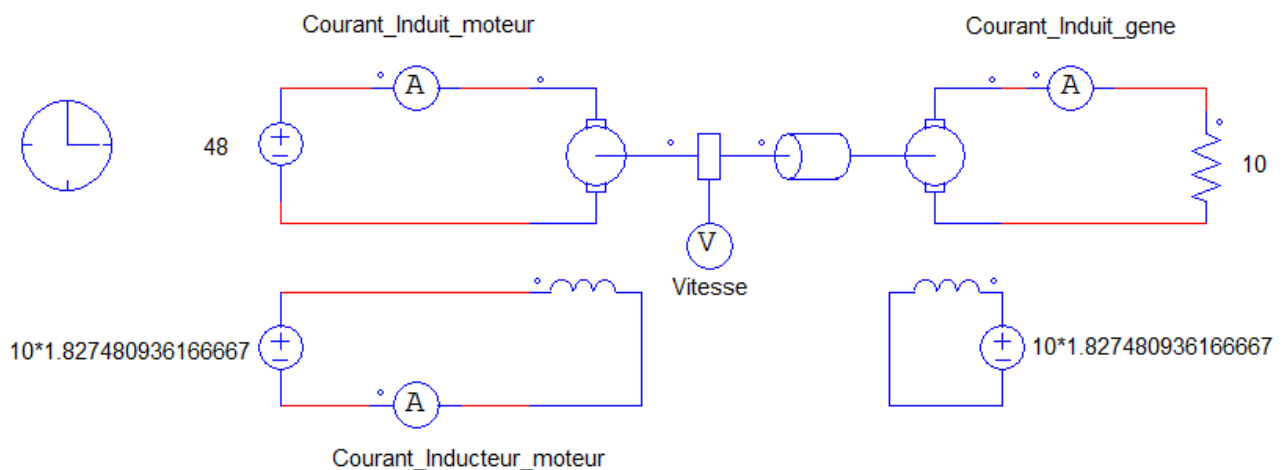 Courant_Induit_moteur
Courant_Induit_gene
A
A
48
10
V
Vitesse
10*1.827480936166667
10*1.827480936166667
A
Courant_Inducteur_moteur